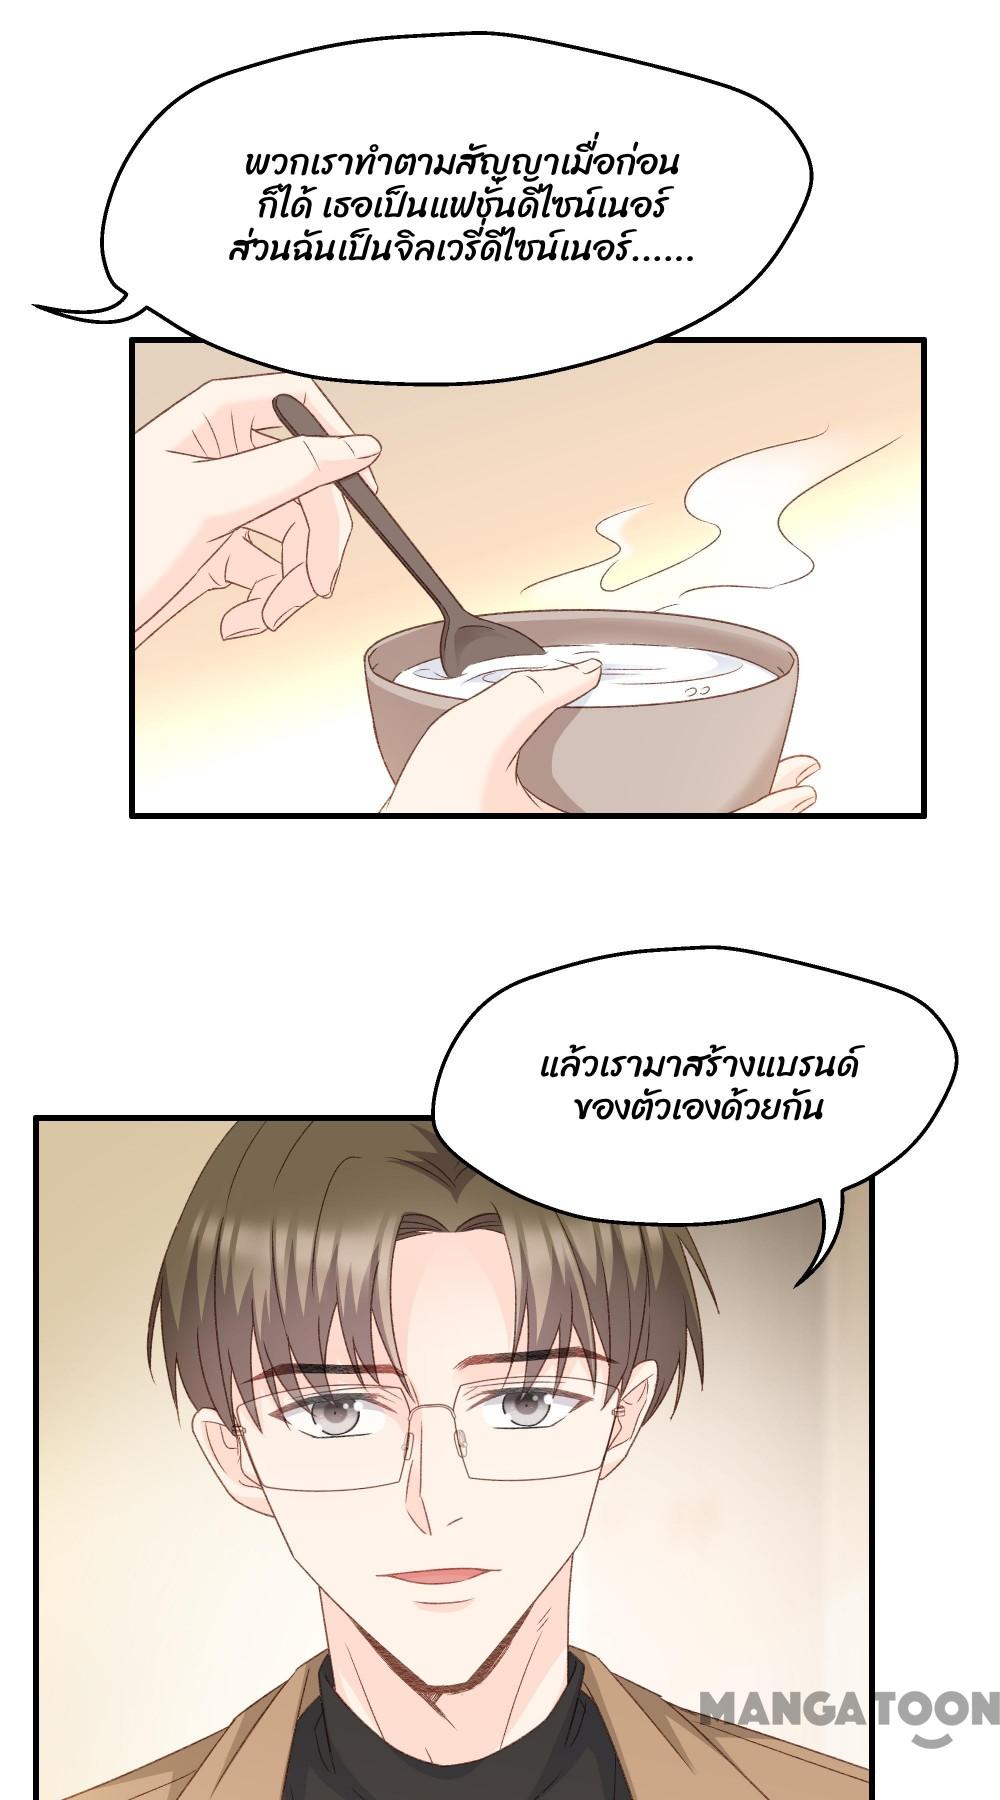 พวกเราทำตามสัญญาเมื่อก่อน
ก็ได้ เธอเป็นแฟชั่นดีไซน์เนอร์
ส่วนฉันเป็นจิลเวรี่ดีไซน์เนอร์......
แล้วเรามาสร้างแบรนด์
ของตัวเองด้วยกัน
MANGATOON